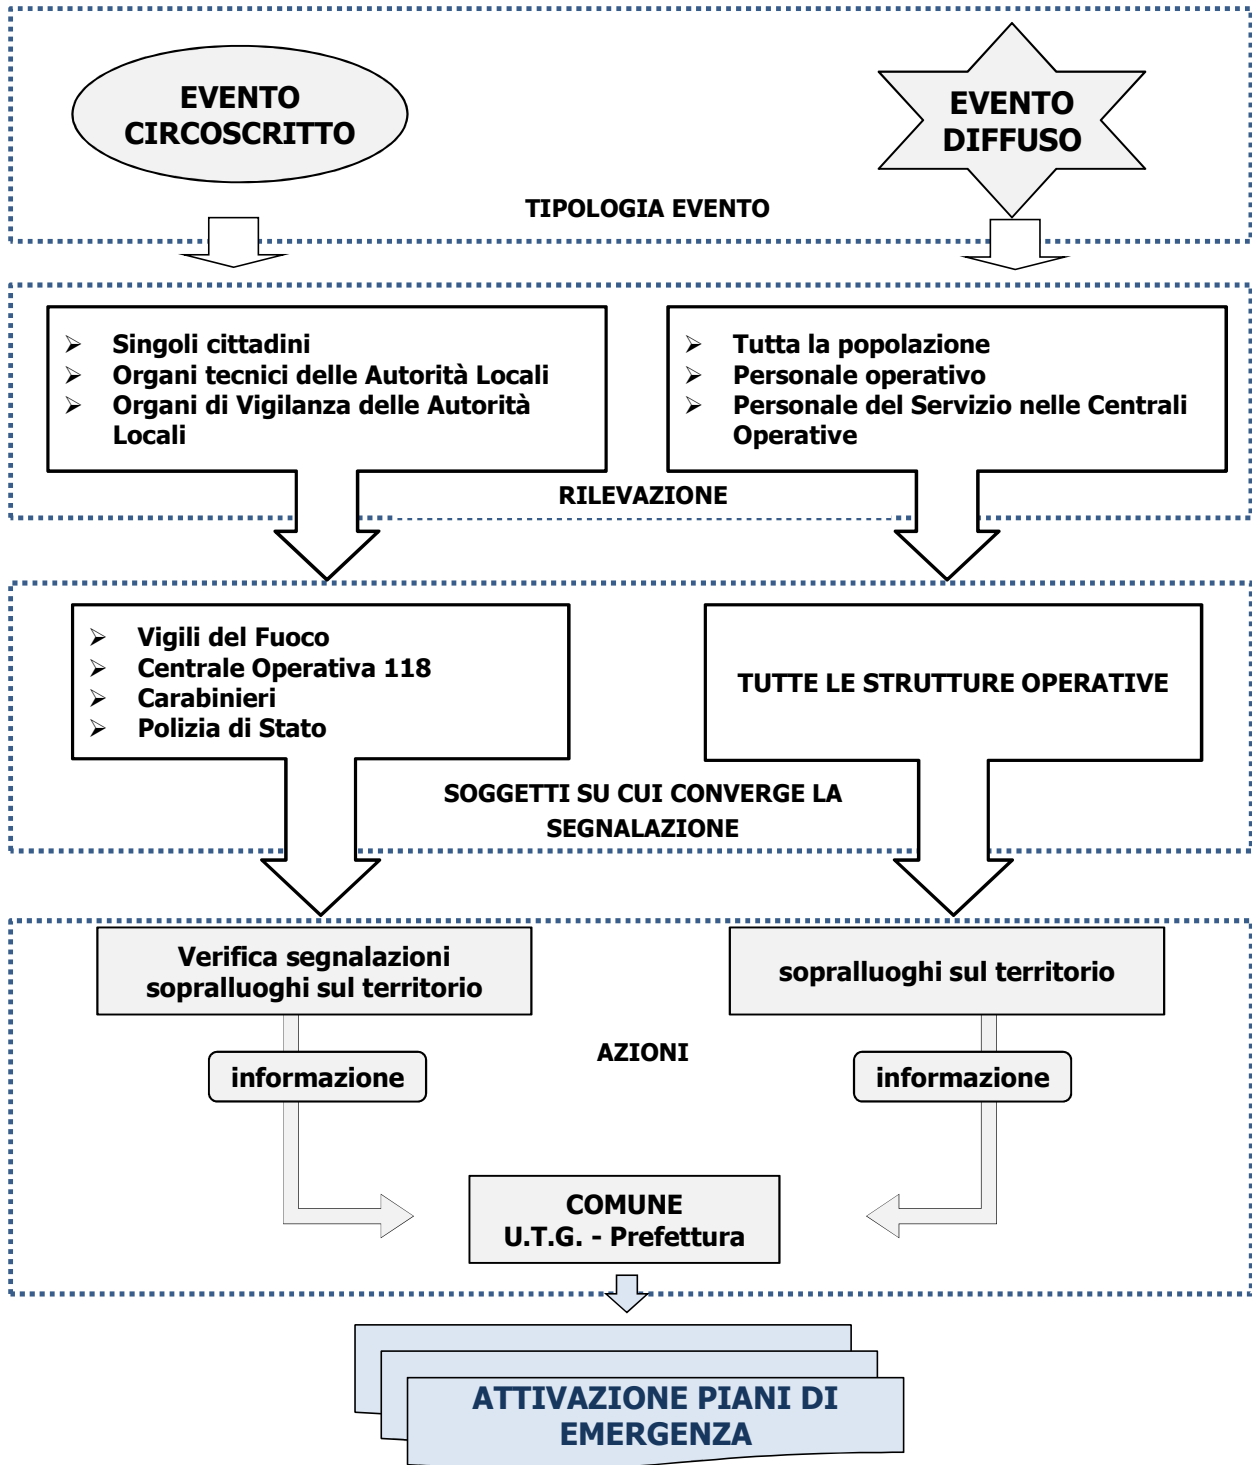 EVENTO
CIRCOSCRITTO
EVENTO
DIFFUSO
TIPOLOGIA EVENTO
➢ Singoli cittadini
➢ Organi tecnici delle Autorità Locali
➢ Organi di Vigilanza delle Autorità
Locali
➢ Tutta la popolazione
➢ Personale operativo
➢ Personale del Servizio nelle Centrali
Operative
RILEVAZIONE
➢ Vigili del Fuoco
➢ Centrale Operativa 118
➢ Carabinieri
➢ Polizia di Stato
TUTTE LE STRUTTURE OPERATIVE
SOGGETTI SU CUI CONVERGE LA
SEGNALAZIONE
Verifica segnalazioni
sopralluoghi sul territorio
sopralluoghi sul territorio
AZIONI
informazione
informazione
COMUNE
U.T.G. - Prefettura
ATTIVAZIONE PIANI DI
EMERGENZA